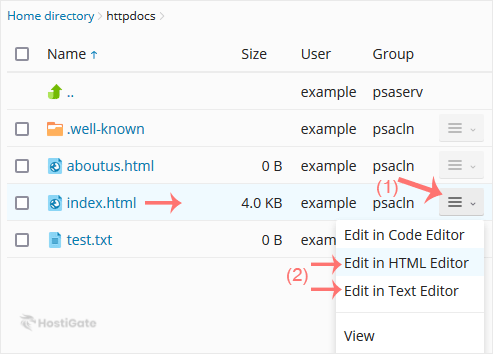 Home directory > httpdocs >
Name ↑ Size User Group
.. example psaserv
.well-known example psacln
aboutus.html 0 B example psacln
(1)
index.html 4.0 KB example psacln
test.txt 0 B exam
Edit in Code Editor
(2) Edit in HTML Editor
Edit in Text Editor
View
HostiGate